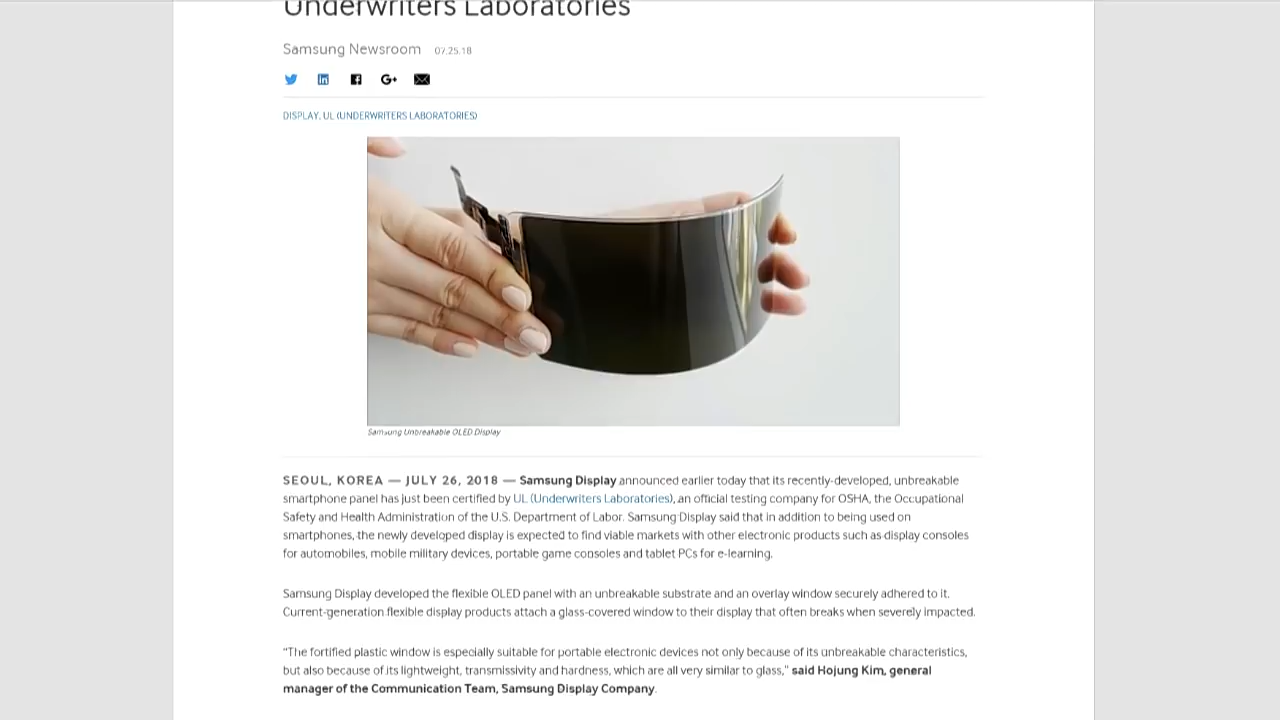 Underwriters Laboratories
Samsung Newsroom 07.25.18
G+
DISPLAY, UL (UNDERWRITERS LABORATORIES)
Samsung Unbreakable OLED Display
SEOUL, KOREA — JULY 26, 2018 — Samsung Display announced earlier today that its recently-developed, unbreakable
smartphone panel has just been certified by UL (Underwriters Laboratories), an official testing company for OSHA, the Occupational
Safety and Health Administration of the U.S. Department of Labor. Samsung Display said that in addition to being used on
smartphones, the newly developed display is expected to find viable markets with other electronic products such as display consoles
for automobiles, mobile military devices, portable game consoles and tablet PCs for e-learning.
Samsung Display developed the flexible OLED panel with an unbreakable substrate and an overlay window securely adhered to it.
Current-generation flexible display products attach a glass-covered window to their display that often breaks when severely impacted.
"The fortified plastic window is especially suitable for portable electronic devices not only because of its unbreakable characteristics,
but also because of its lightweight, transmissivity and hardness, which are all very similar to glass," said Hojung Kim, general
manager of the Communication Team, Samsung Display Company.